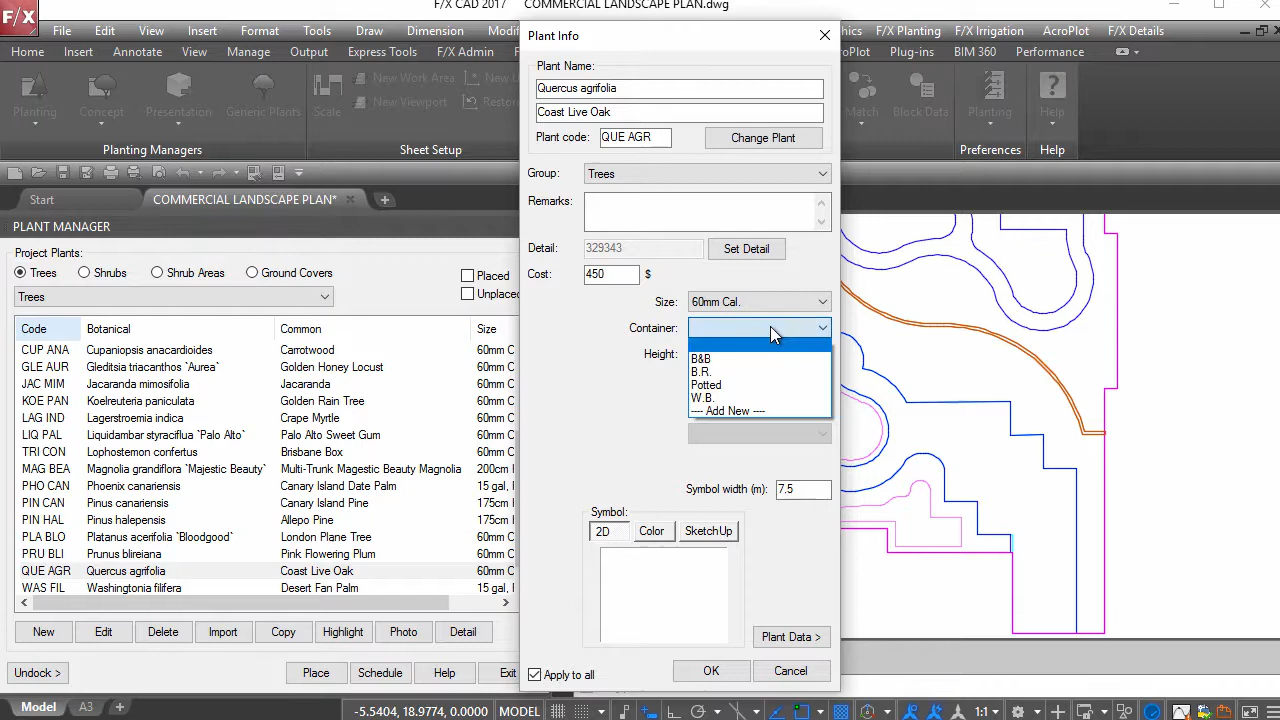 F/X CAD 2017 COMMERCIAL LANDSCAPE PLAN.dwg
F/X
File Edit View Insert Format Tools Draw Dimension F/X Planting F/X Details
Home Insert Annotate View Manage Output Express Tools F/X Admin AcroPlot Plug-ins BIM 360 Performance
New Work Area
New Viewport
Planting Preparation Generic Plants Scale Block Data Planting Help
Planting Managers Sheet Setup Preferences Help
Start COMMERCIAL LANDSCAPE PLAN*
PLANT MANAGER
Project Plants:
Trees Shrubs Shrub Areas Ground Covers
Placed
Unplaced
Trees
Code Botanical Common Size
CUP ANA Cupaniopsis anacardioides Carrotwood 60mm C
GLE AUR Gleditsia triacanthos `Aurea` Golden Honey Locust 60mm C
JAC MIM Jacaranda mimosifolia Jacaranda 60mm C
KOE PAN Koelreuteria paniculata Golden Rain Tree 60mm C
LAG IND Lagerstroemia indica Crape Myrtle 60mm C
LIQ PAL Liquidambar styraciflua `Palo Alto` Palo Alto Sweet Gum 60mm C
TRI CON Lophostemon confertus Brisbane Box 60mm C
MAG BEA Magnolia grandiflora `Majestic Beauty` Multi-Trunk Majestic Beauty Magnolia 200cm
PHO CAN Phoenix canariensis Canary Island Date Palm 15 gal,
PIN CAN Pinus canariensis Canary Island Pine 175cm
PIN HAL Pinus halepensis Allepo Pine 175cm
PLA BLO Platanus acerifolia `Bloodgood` London Plane Tree 60mm C
PRU BLI Prunus blireiana Pink Flowering Plum 60mm C
QUE AGR Quercus agrifolia Coast Live Oak 60mm C
WAS FIL Washingtonia filifera Desert Fan Palm 15 gal,
New Edit Delete Import Copy Highlight Photo Detail
Undock > Place Schedule Help Exit
Plant Info
Plant Name:
Quercus agrifolia
Coast Live Oak
Plant code: QUE AGR Change Plant
Group: Trees
Remarks:
Detail: 329343 Set Detail
Cost: 450 $
Size: 60mm Cal.
Container:
Height:
B&B
B.R.
Potted
W.B.
---- Add New ----
Symbol width (m): 7.5
Symbol:
2D Color SketchUp
Plant Data >
Apply to all OK Cancel
Model A3 -5.5404, 18.9774, 0.0000 MODEL 1:1